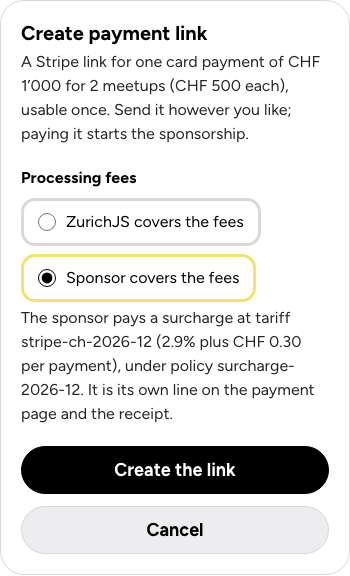 Create payment link
A Stripe link for one card payment of CHF
1’000 for 2 meetups (CHF 500 each),
usable once. Send it however you like;
paying it starts the sponsorship.
Processing fees
ZurichJS covers the fees
Sponsor covers the fees
The sponsor pays a surcharge at tariff
stripe-ch-2026-12 (2.9% plus CHF 0.30
per payment), under policy surcharge-
2026-12. It is its own line on the payment
page and the receipt.
Create the link
Cancel